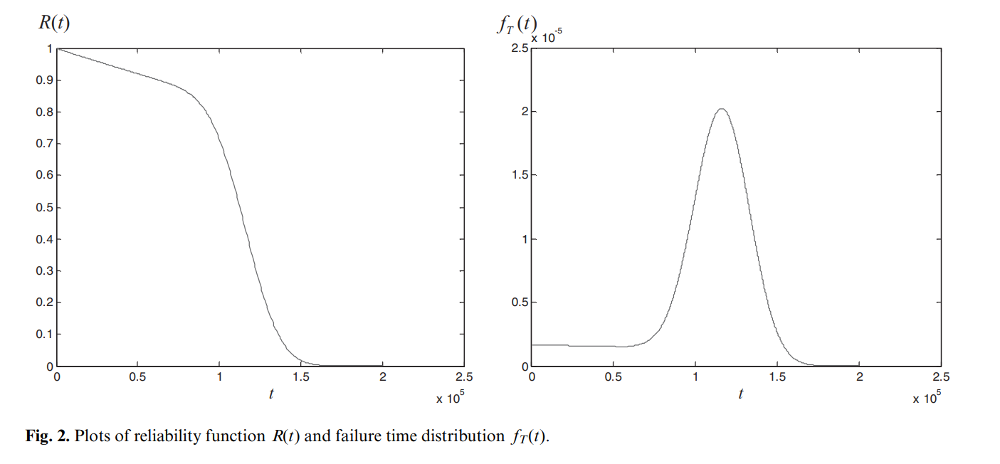 R(t)
1
0.9
0.8
0.7
0.6
0.5
0.4
0.3
0.2
0.1
0
0 0.5 1 1.5 2 2.5
t
x 10^5
f_T (t)
x 10^-5
2.5
2
1.5
1
0.5
0
0 0.5 1 1.5 2 2.5
t
x 10^5
Fig. 2. Plots of reliability function R(t) and failure time distribution f_T(t).